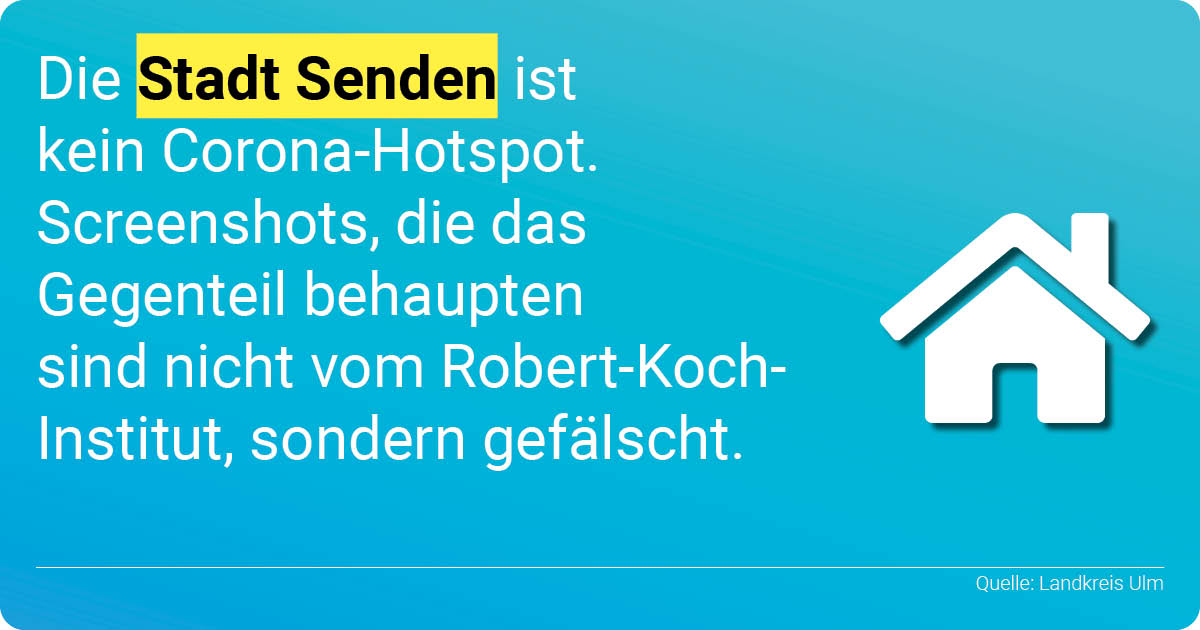 Die Stadt Senden ist
kein Corona-Hotspot.
Screenshots, die das
Gegenteil behaupten
sind nicht vom Robert-Koch-
Institut, sondern gefälscht.
Quelle: Landkreis Ulm